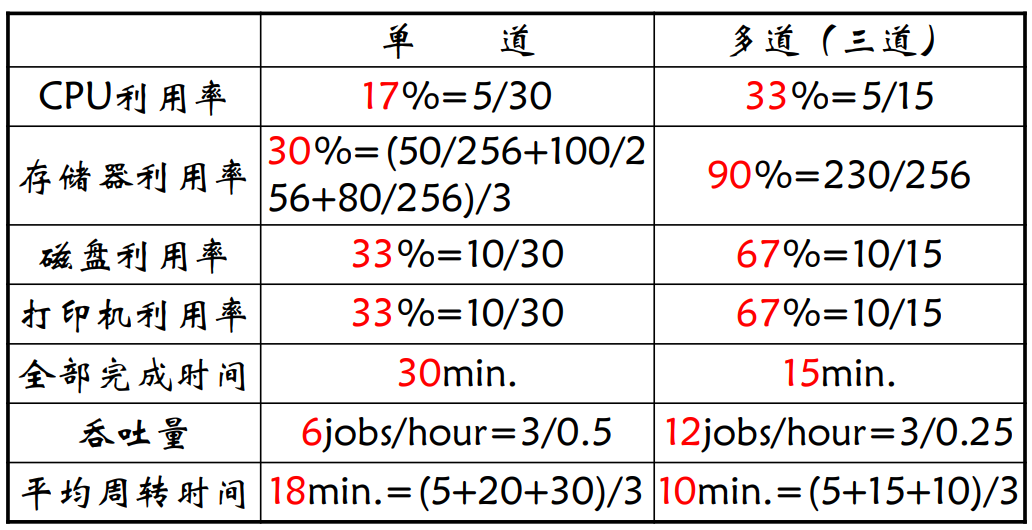 单 道 多道（三道）
CPU利用率 17%=5/30 33%=5/15
存储器利用率 30%=(50/256+100/2
56+80/256)/3 90%=230/256
磁盘利用率 33%=10/30 67%=10/15
打印机利用率 33%=10/30 67%=10/15
全部完成时间 30min. 15min.
吞吐量 6jobs/hour=3/0.5 12jobs/hour=3/0.25
平均周转时间 18min.=(5+20+30)/3 10min.=(5+15+10)/3